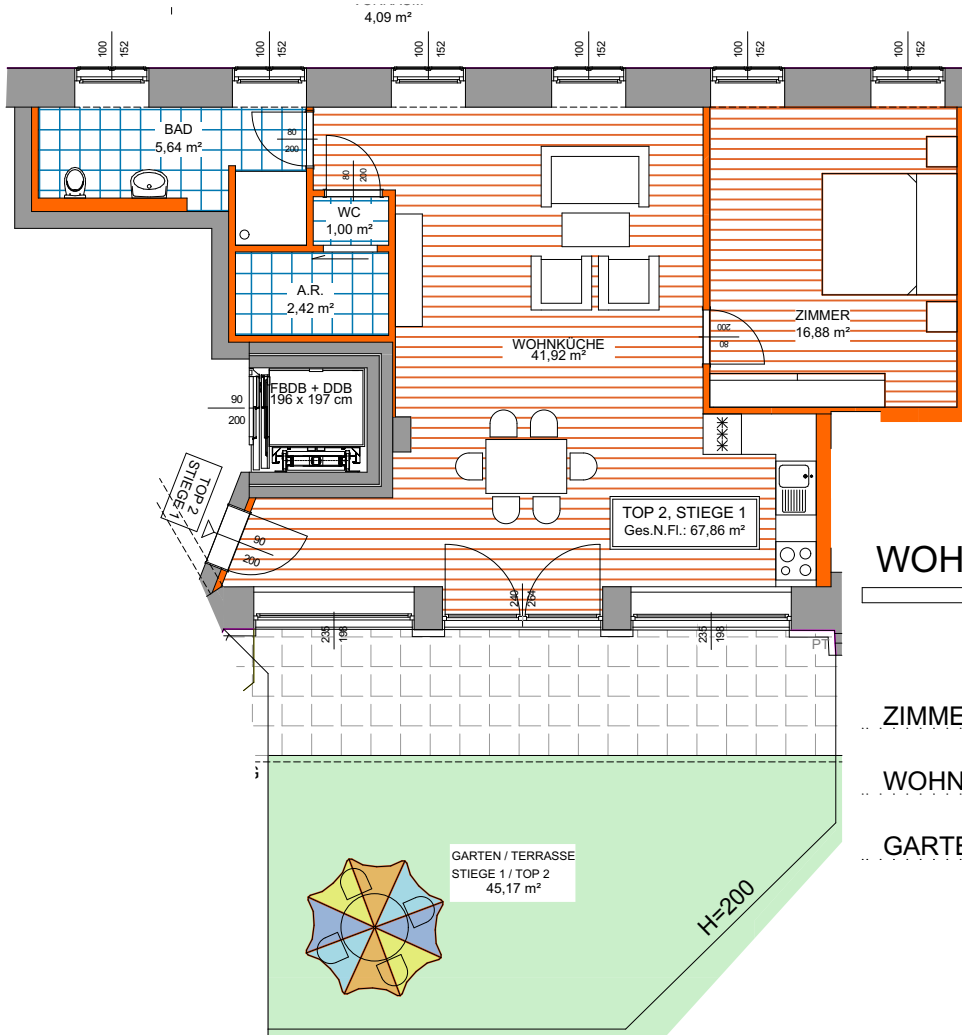 4,09 m²
100 152
100 152
100 152
100 152
100 152
100 152
BAD
5,64 m²
80
200
80
200
WC
1,00 m²
A.R.
2,42 m²
WOHNKÜCHE
41,92 m²
ZIMMER
16,88 m²
80
200
FBDB + DDB
196 x 197 cm
90
200
TOP 2
STIEGE 1
90
200
TOP 2, STIEGE 1
Ges.N.Fl.: 67,86 m²
240
264
235
198
235
198
PT
WOH
ZIMME
WOHN
GARTE
GARTEN / TERRASSE
STIEGE 1 / TOP 2
45,17 m²
H=200